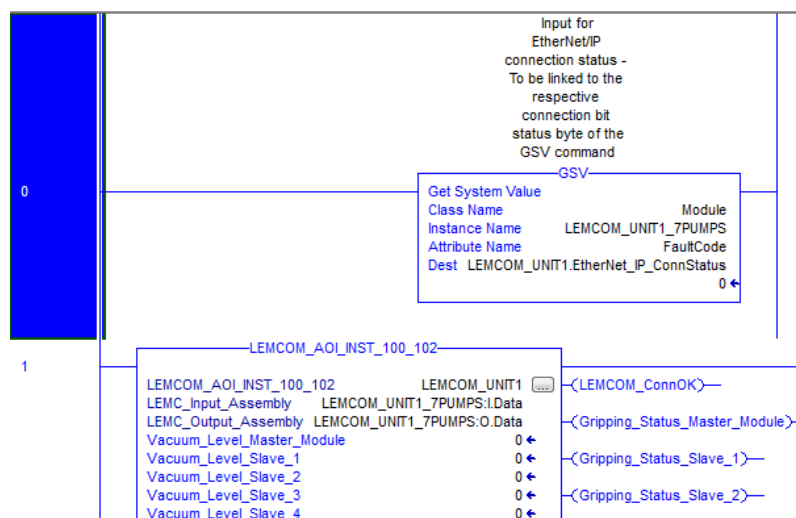 Input for
EtherNet/IP
connection status -
To be linked to the
respective
connection bit
status byte of the
GSV command
GSV
0
Get System Value
Class Name Module
Instance Name LEMCOM_UNIT1_7PUMPS
Attribute Name FaultCode
Dest LEMCOM_UNIT1.EtherNet_IP_ConnStatus
0
LEMCOM_AOI_INST_100_102
1
LEMCOM_AOI_INST_100_102 LEMCOM_UNIT1 ... LEMCOM_ConnOK
LEMC_Input_Assembly LEMCOM_UNIT1_7PUMPS:I.Data
LEMC_Output_Assembly LEMCOM_UNIT1_7PUMPS:O.Data Gripping_Status_Master_Module
Vacuum_Level_Master_Module 0
Vacuum_Level_Slave_1 0 Gripping_Status_Slave_1
Vacuum_Level_Slave_2 0
Vacuum_Level_Slave_3 0 Gripping_Status_Slave_2
Vacuum_Level_Slave_4 0